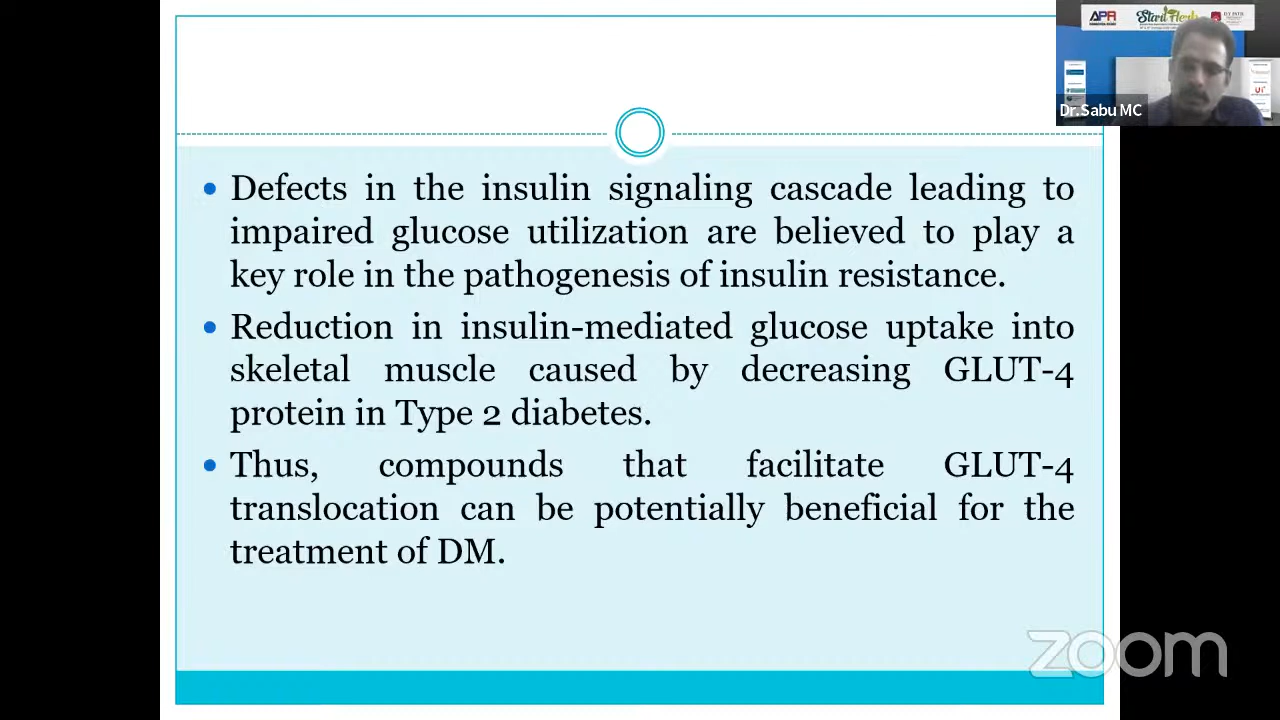 APA
Start Herb
Dr.Sabu MC
• Defects in the insulin signaling cascade leading to
impaired glucose utilization are believed to play a
key role in the pathogenesis of insulin resistance.
• Reduction in insulin-mediated glucose uptake into
skeletal muscle caused by decreasing GLUT-4
protein in Type 2 diabetes.
• Thus, compounds that facilitate GLUT-4
translocation can be potentially beneficial for the
treatment of DM.
zoom